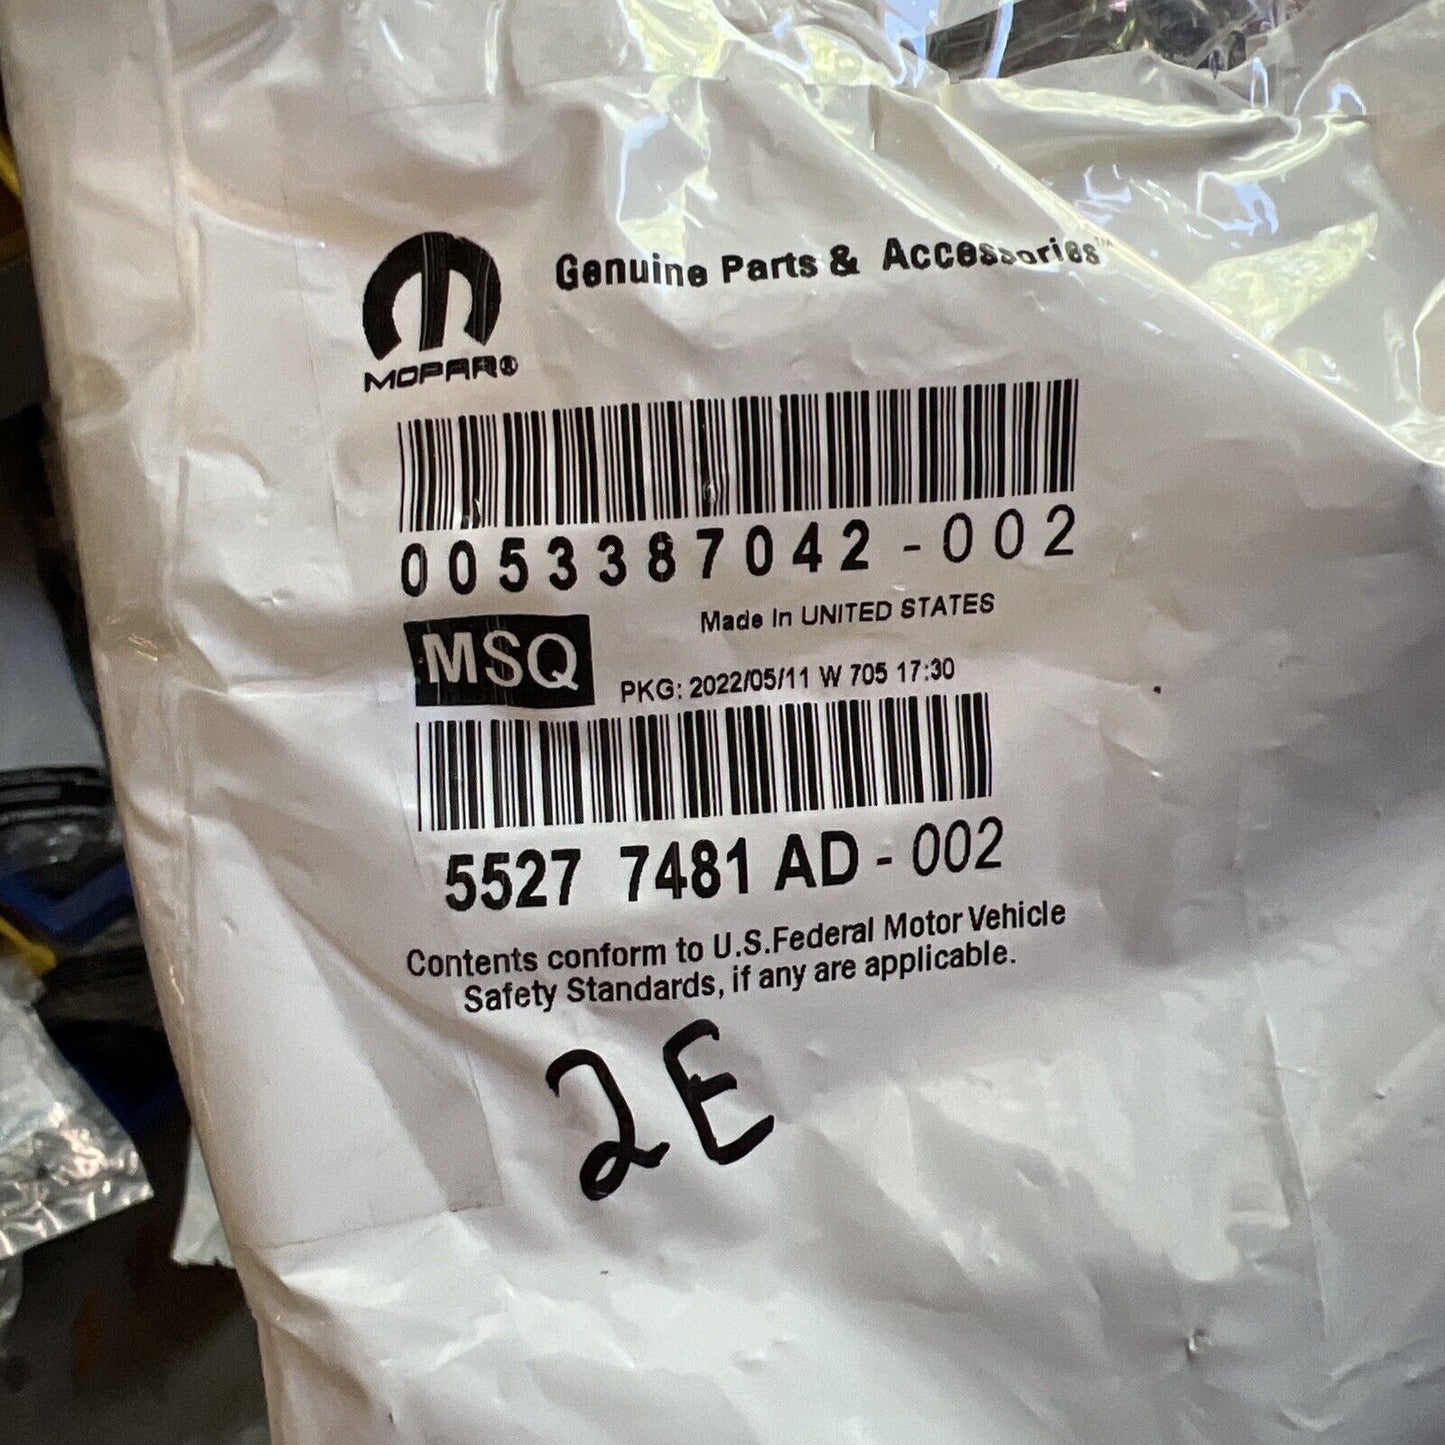 Genuine Parts & Accessories™
MOPAR®
0053387042-002
Made In UNITED STATES
MSQ
PKG: 2022/05/11 W 705 17:30
5527 7481 AD-002
Contents conform to U.S.Federal Motor Vehicle
Safety Standards, if any are applicable.
2E